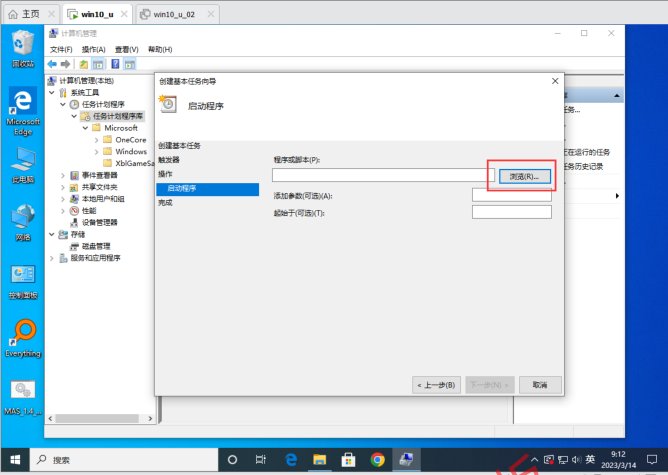 主页
win10_u
win10_u_02
计算机管理
文件(F) 操作(A) 查看(V) 帮助(H)
回收站
Microsoft Edge
此电脑
网络
控制面板
Everything
MAS_1.4_...
计算机管理(本地)
系统工具
任务计划程序
任务计划程序库
Microsoft
OneCore
Windows
XblGameSa
事件查看器
共享文件夹
本地用户和组
性能
设备管理器
存储
磁盘管理
服务和应用程序
创建基本任务向导
启动程序
创建基本任务
触发器
操作
启动程序
完成
程序或脚本(P):
浏览(R)...
添加参数(可选)(A):
起始于(可选)(T):
< 上一步(B)
下一步(N) >
取消
任务...
正在运行的任务
任务历史记录
搜索
英
9:12
2023/3/14